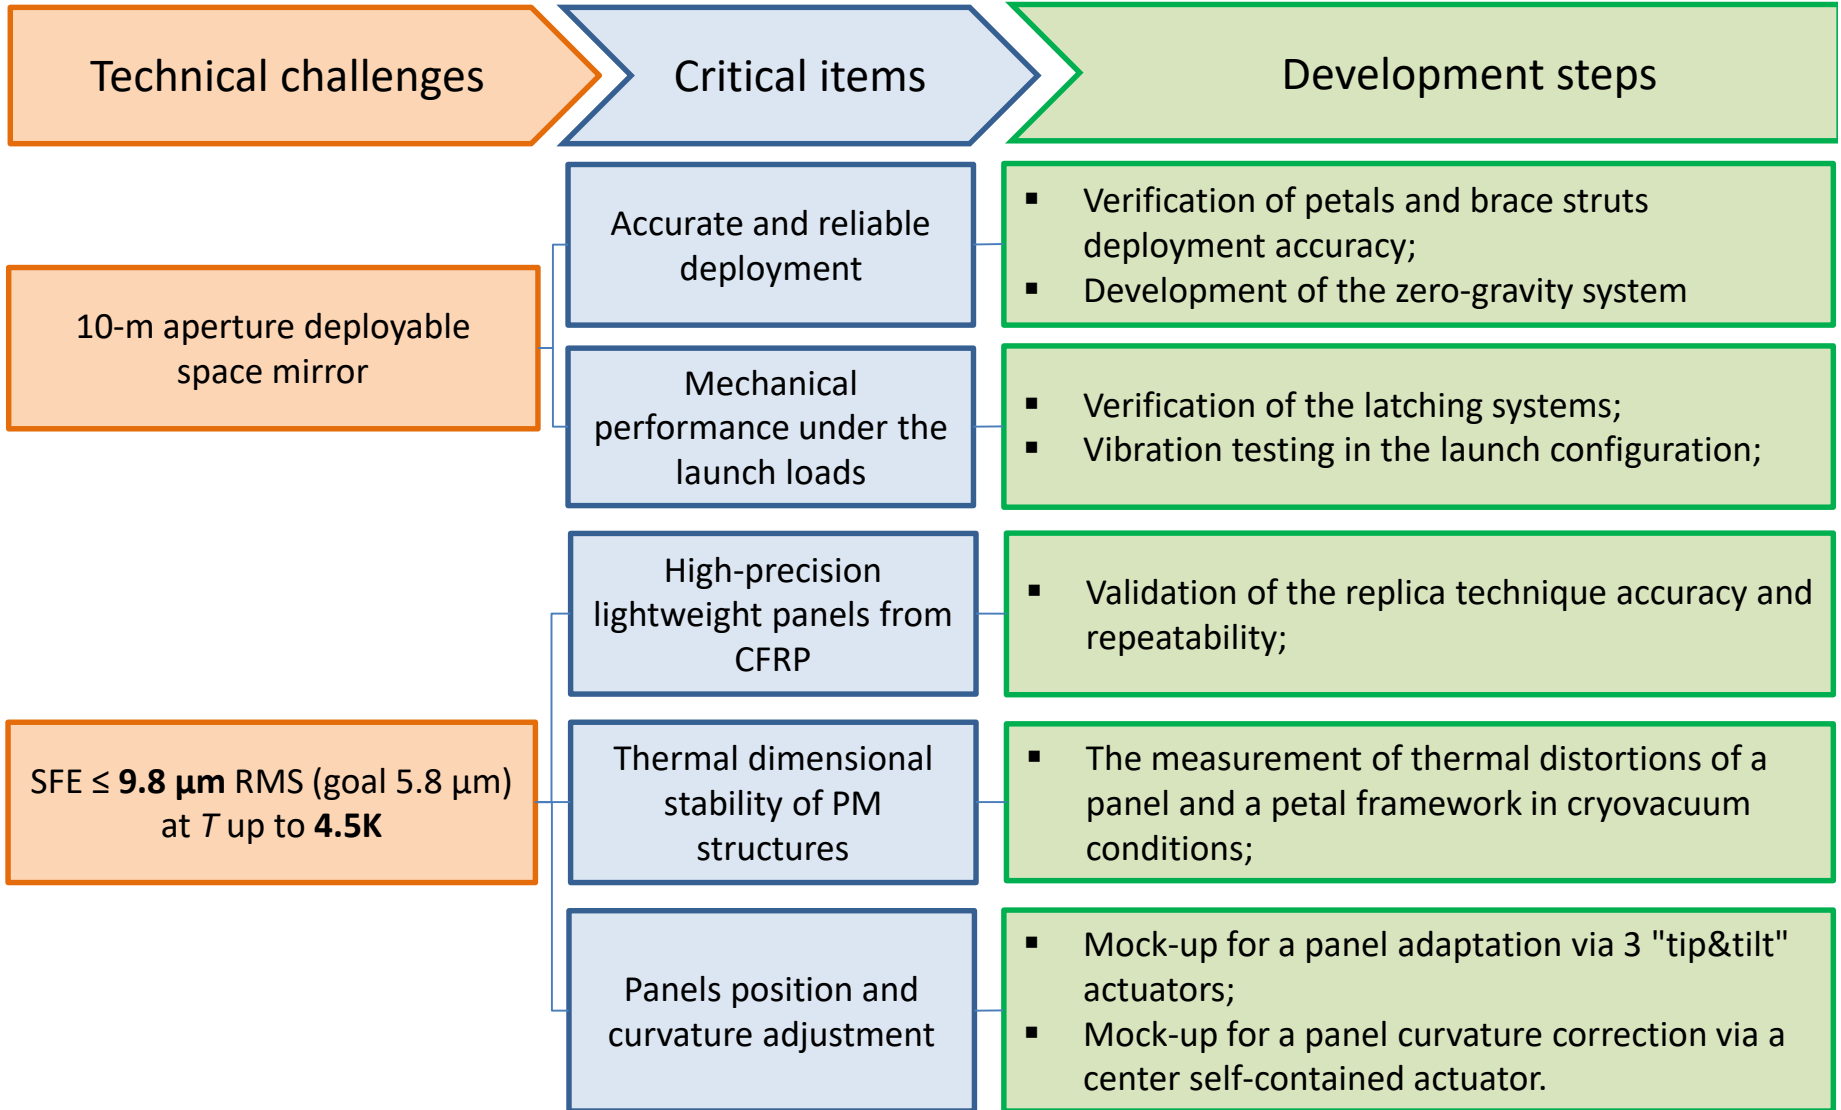 Technical challenges
Critical items
Development steps
10-m aperture deployable
space mirror
Accurate and reliable
deployment
▪ Verification of petals and brace struts
deployment accuracy;
▪ Development of the zero-gravity system
Mechanical
performance under the
launch loads
▪ Verification of the latching systems;
▪ Vibration testing in the launch configuration;
SFE ≤ 9.8 µm RMS (goal 5.8 µm)
at T up to 4.5K
High-precision
lightweight panels from
CFRP
▪ Validation of the replica technique accuracy and
repeatability;
Thermal dimensional
stability of PM
structures
▪ The measurement of thermal distortions of a
panel and a petal framework in cryovacuum
conditions;
Panels position and
curvature adjustment
▪ Mock-up for a panel adaptation via 3 "tip&tilt"
actuators;
▪ Mock-up for a panel curvature correction via a
center self-contained actuator.